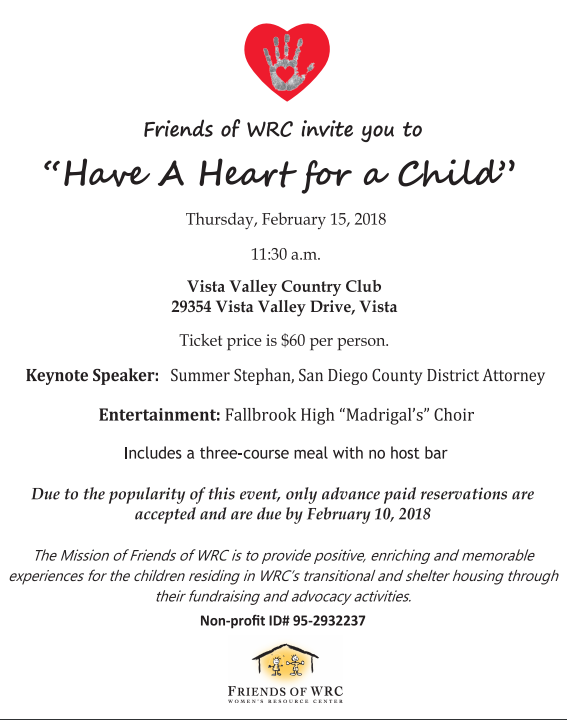 Friends of WRC invite you to
“Have A Heart for a Child”
Thursday, February 15, 2018
11:30 a.m.
Vista Valley Country Club
29354 Vista Valley Drive, Vista
Ticket price is $60 per person.
Keynote Speaker: Summer Stephan, San Diego County District Attorney
Entertainment: Fallbrook High “Madrigal’s” Choir
Includes a three-course meal with no host bar
Due to the popularity of this event, only advance paid reservations are
accepted and are due by February 10, 2018
The Mission of Friends of WRC is to provide positive, enriching and memorable
experiences for the children residing in WRC’s transitional and shelter housing through
their fundraising and advocacy activities.
Non-profit ID# 95-2932237
FRIENDS OF WRC
WOMEN'S RESOURCE CENTER